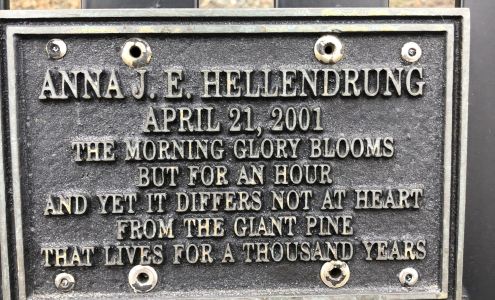 ANNA J. E. HELLENDRUNG
APRIL 21, 2001
THE MORNING GLORY BLOOMS
BUT FOR AN HOUR
AND YET IT DIFFERS NOT AT HEART
FROM THE GIANT PINE
THAT LIVES FOR A THOUSAND YEARS